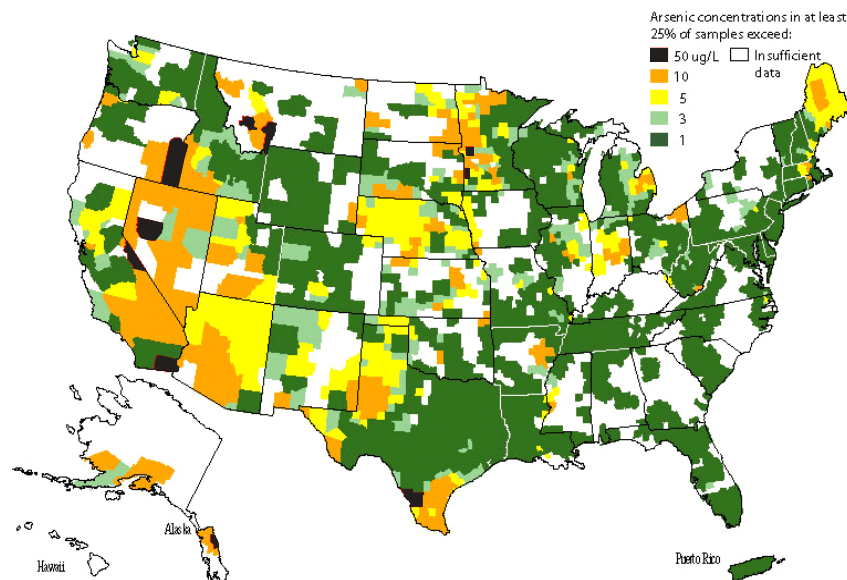 Arsenic concentrations in at least
25% of samples exceed:
50 ug/L Insufficient
data
10
5
3
1
Alaska
Hawaii
Puerto Rico